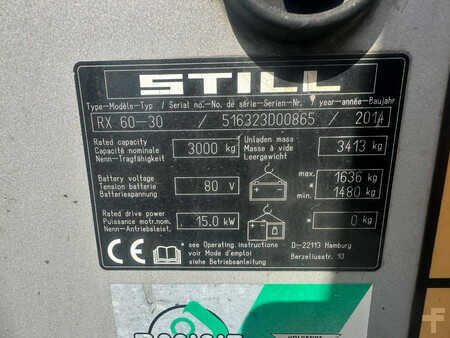 STILL
Type-Modèls-Typ / Serial no.-No. de série-Serien-Nr. / year-année-Baujahr
RX 60-30 / 516323D00865 / 2014
Rated capacity
Capacité nominale
Nenn-Tragfähigkeit
3000 kg
Unladen mass
Masse à vide
Leergewicht
3413 kg
Battery voltage
Tension batterie
Batteriespannung
80 V
max. 1636 kg
* min. 1480 kg
Rated drive power
Puissance motr.nom.
Nenn-Antriebsleist.
15.0 kW
* 0 kg
CE
* see Operating instructions
voir Mode d'emploi
siehe Betriebsanleitung
D-22113 Hamburg
Berzeliusstr. 10